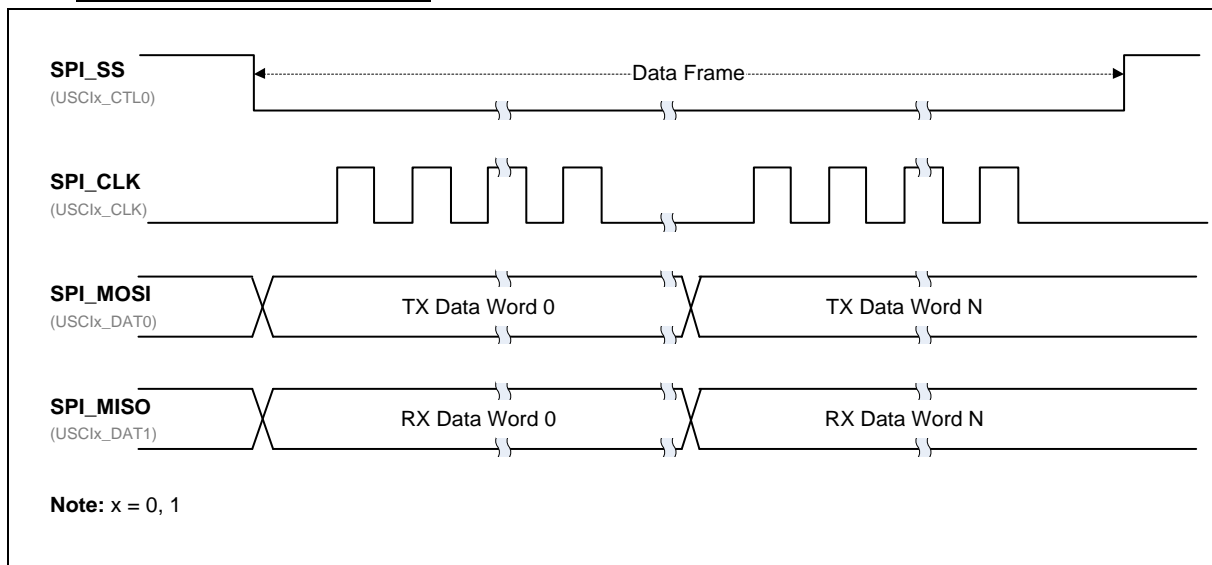 SPI_SS
(USCIx_CTL0)
Data Frame
SPI_CLK
(USCIx_CLK)
SPI_MOSI
(USCIx_DAT0)
TX Data Word 0
TX Data Word N
SPI_MISO
(USCIx_DAT1)
RX Data Word 0
RX Data Word N
Note: x = 0, 1